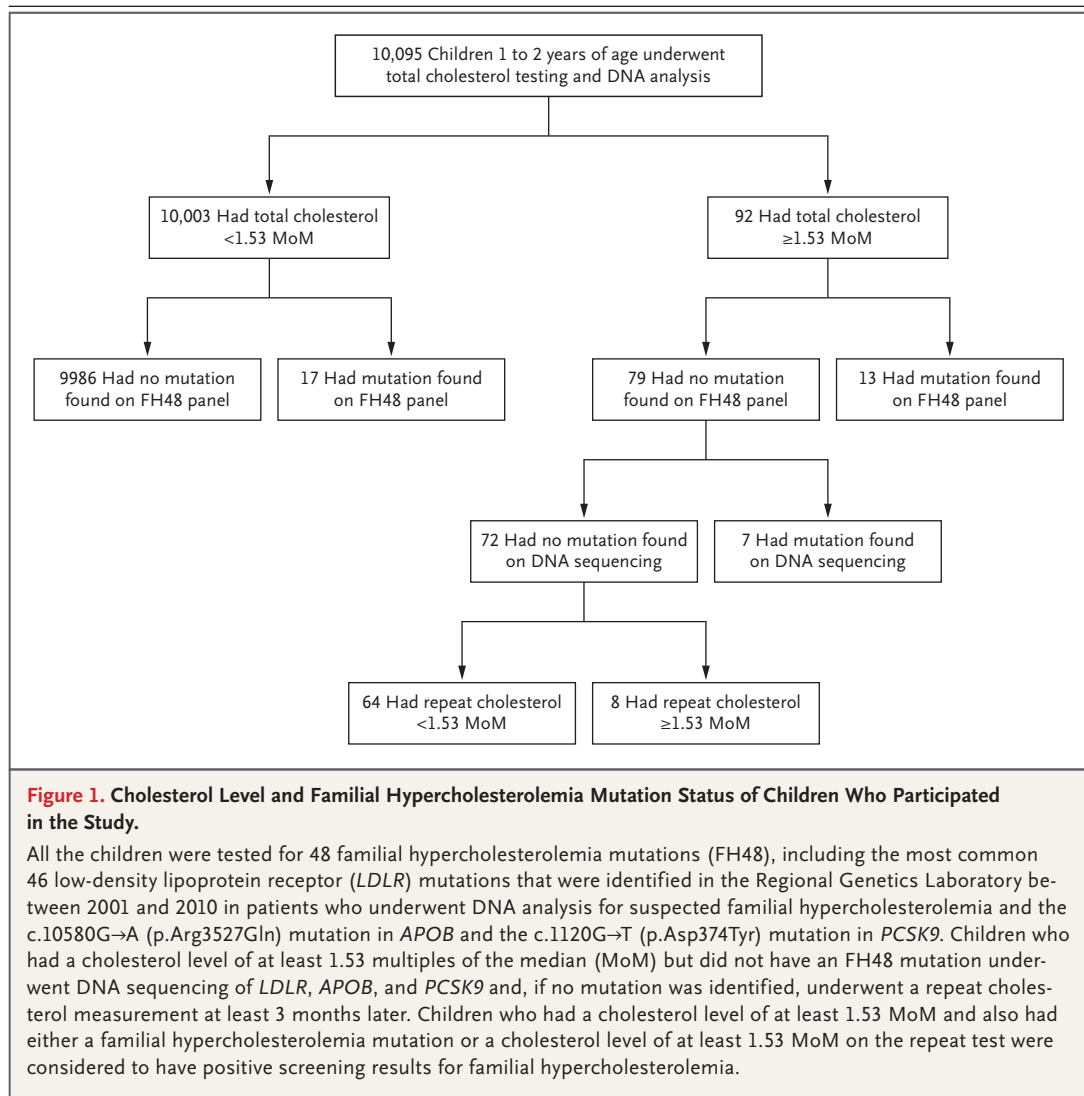 10,095 Children 1 to 2 years of age underwent
total cholesterol testing and DNA analysis
10,003 Had total cholesterol
<1.53 MoM
92 Had total cholesterol
≥1.53 MoM
9986 Had no mutation
found on FH48 panel
17 Had mutation found
on FH48 panel
79 Had no mutation
found on FH48 panel
13 Had mutation found
on FH48 panel
72 Had no mutation found
on DNA sequencing
7 Had mutation found
on DNA sequencing
64 Had repeat cholesterol
<1.53 MoM
8 Had repeat cholesterol
≥1.53 MoM
Figure 1. Cholesterol Level and Familial Hypercholesterolemia Mutation Status of Children Who Participated
in the Study.
All the children were tested for 48 familial hypercholesterolemia mutations (FH48), including the most common
46 low-density lipoprotein receptor (LDLR) mutations that were identified in the Regional Genetics Laboratory be-
tween 2001 and 2010 in patients who underwent DNA analysis for suspected familial hypercholesterolemia and the
c.10580G→A (p.Arg3527Gln) mutation in APOB and the c.1120G→T (p.Asp374Tyr) mutation in PCSK9. Children who
had a cholesterol level of at least 1.53 multiples of the median (MoM) but did not have an FH48 mutation under-
went DNA sequencing of LDLR, APOB, and PCSK9 and, if no mutation was identified, underwent a repeat choles-
terol measurement at least 3 months later. Children who had a cholesterol level of at least 1.53 MoM and also had
either a familial hypercholesterolemia mutation or a cholesterol level of at least 1.53 MoM on the repeat test were
considered to have positive screening results for familial hypercholesterolemia.